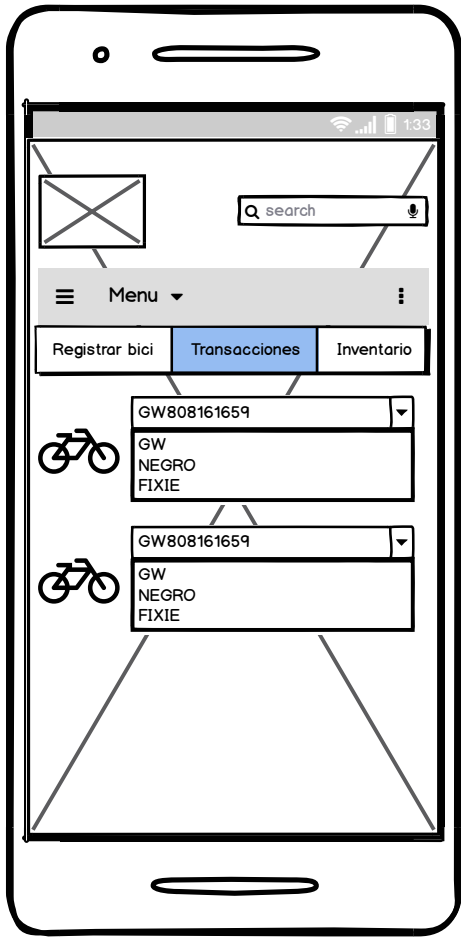 1:33
search
Menu
Registrar bici Transacciones Inventario
GW808161659
GW
NEGRO
FIXIE
GW808161659
GW
NEGRO
FIXIE